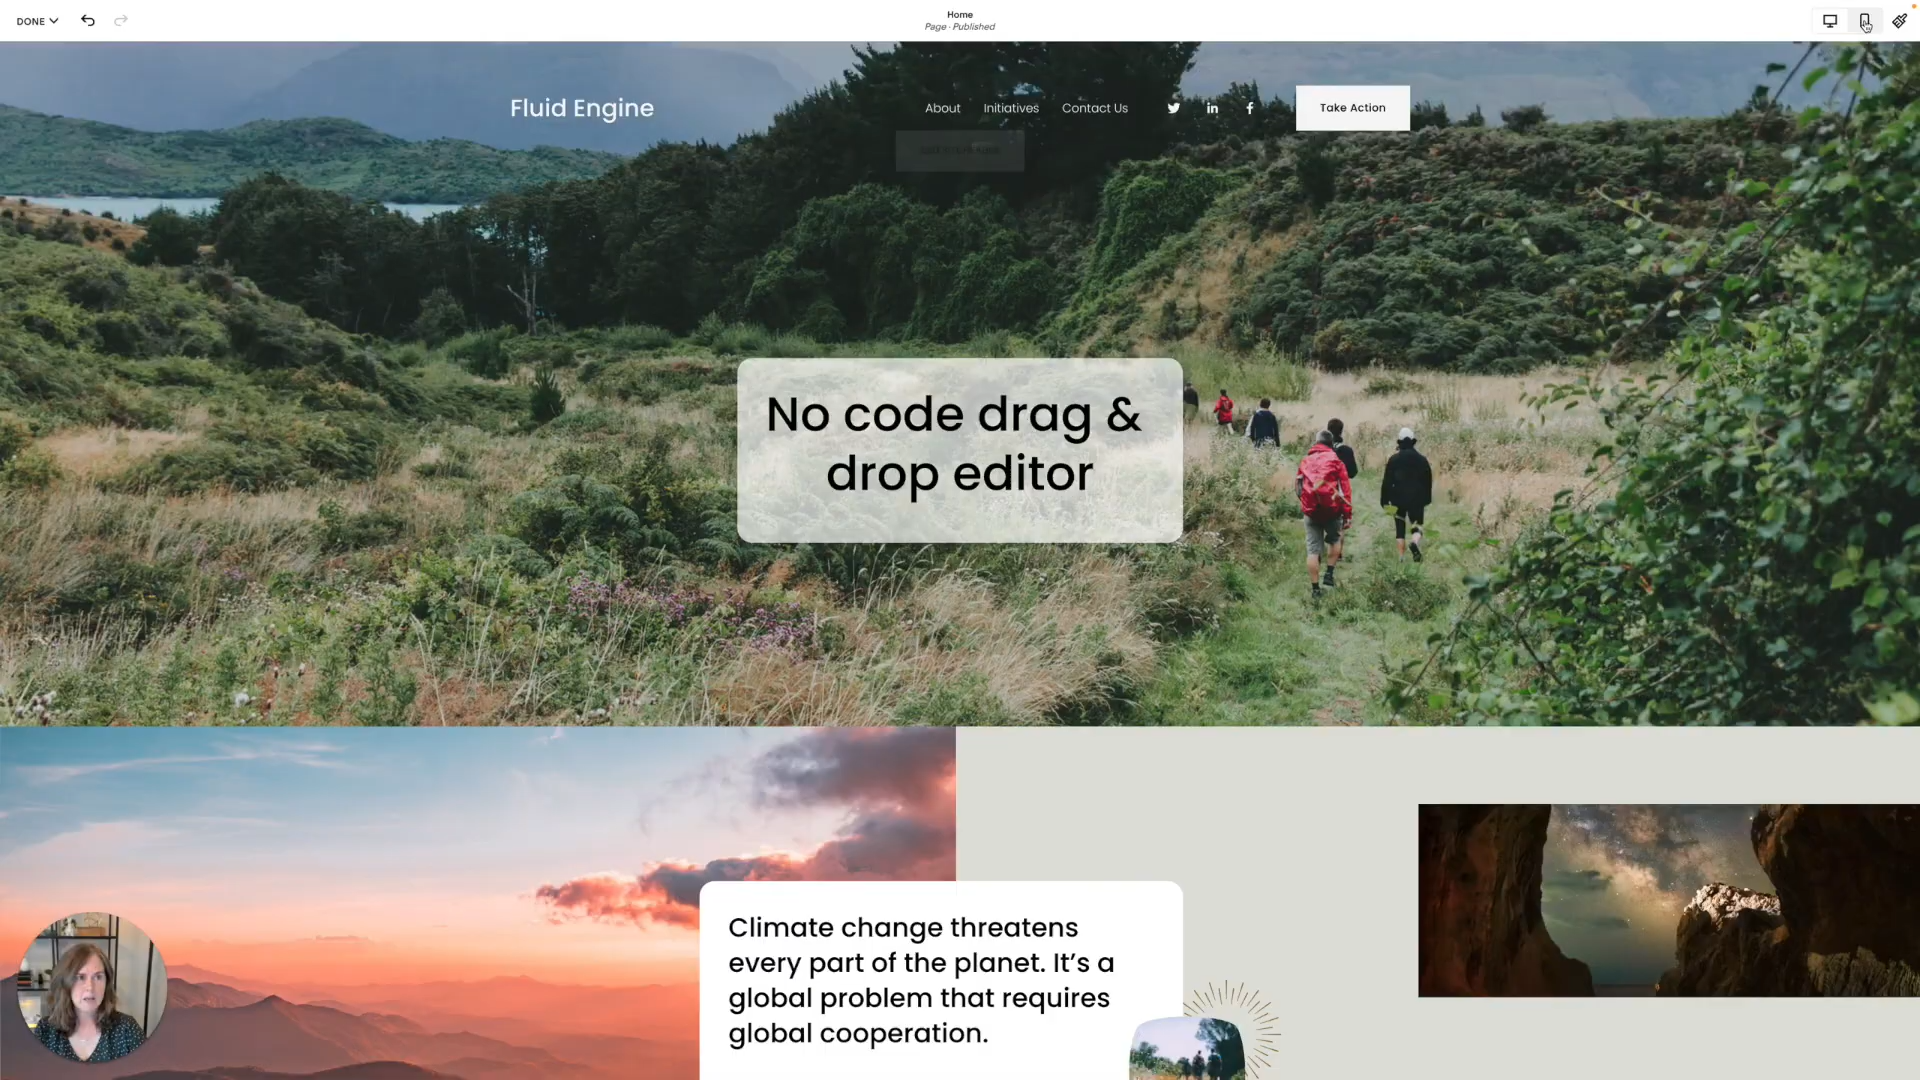 DONE
Home
Page · Published
Fluid Engine
About
Initiatives
Contact Us
Take Action
No code drag &
drop editor
Climate change threatens
every part of the planet. It’s a
global problem that requires
global cooperation.